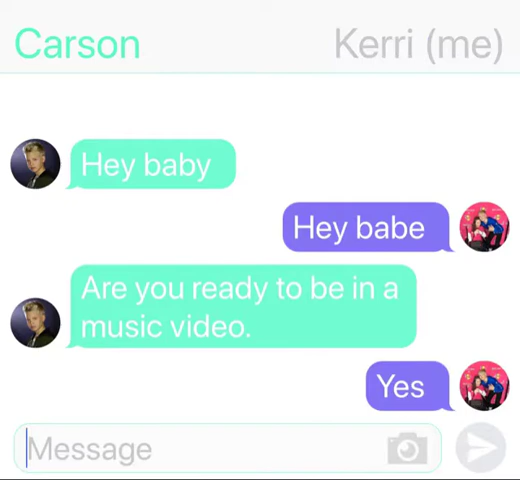 Carson
Kerri (me)
Hey baby
Hey babe
Are you ready to be in a
music video.
Yes
Message